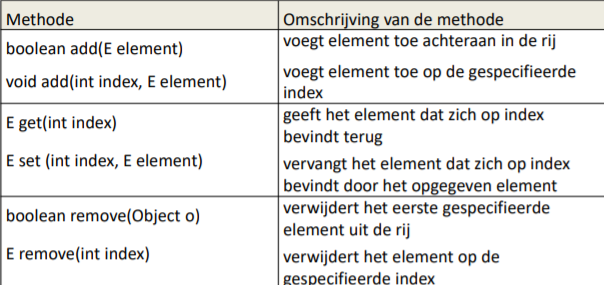 Methode
Omschrijving van de methode
boolean add(E element)
voegt element toe achteraan in de rij
void add(int index, E element)
voegt element toe op de gespecifieerde
index
E get(int index)
geeft het element dat zich op index
bevindt terug
E set (int index, E element)
vervangt het element dat zich op index
bevindt door het opgegeven element
boolean remove(Object o)
verwijdert het eerste gespecifieerde
element uit de rij
E remove(int index)
verwijdert het element op de
gespecifieerde index